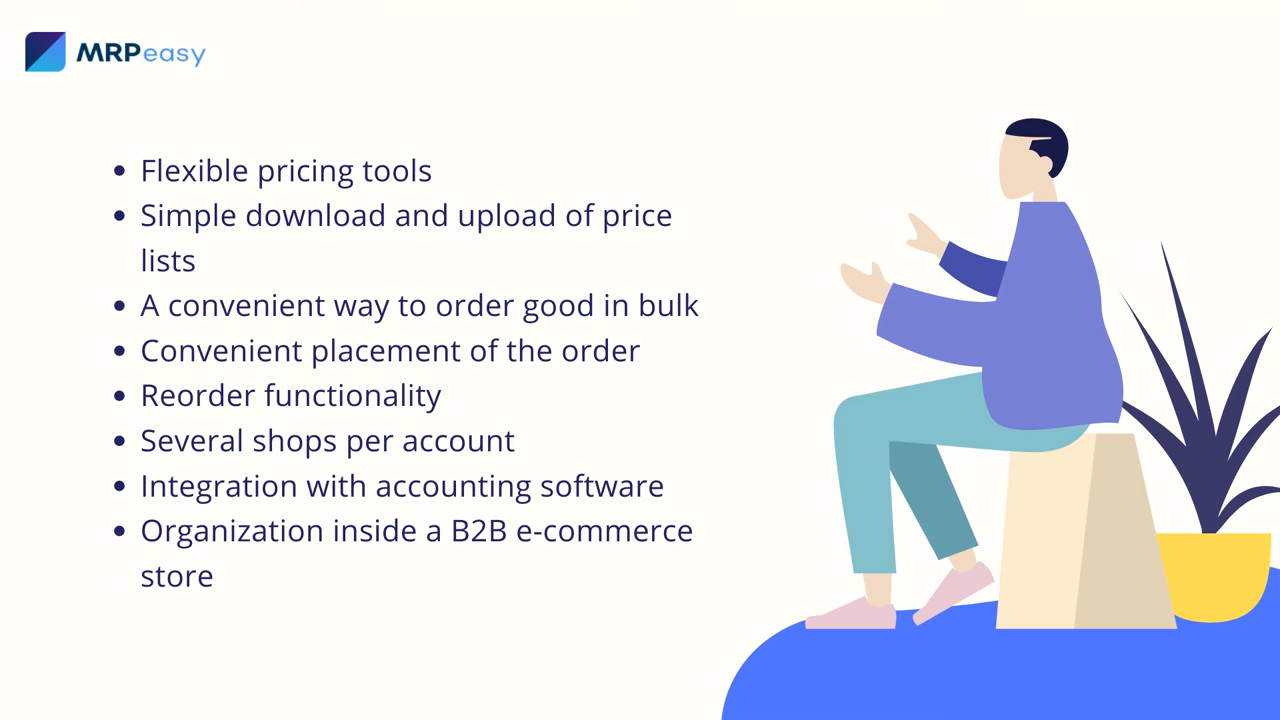 MRPeasy
• Flexible pricing tools
• Simple download and upload of price
lists
• A convenient way to order good in bulk
• Convenient placement of the order
• Reorder functionality
• Several shops per account
• Integration with accounting software
• Organization inside a B2B e-commerce
store